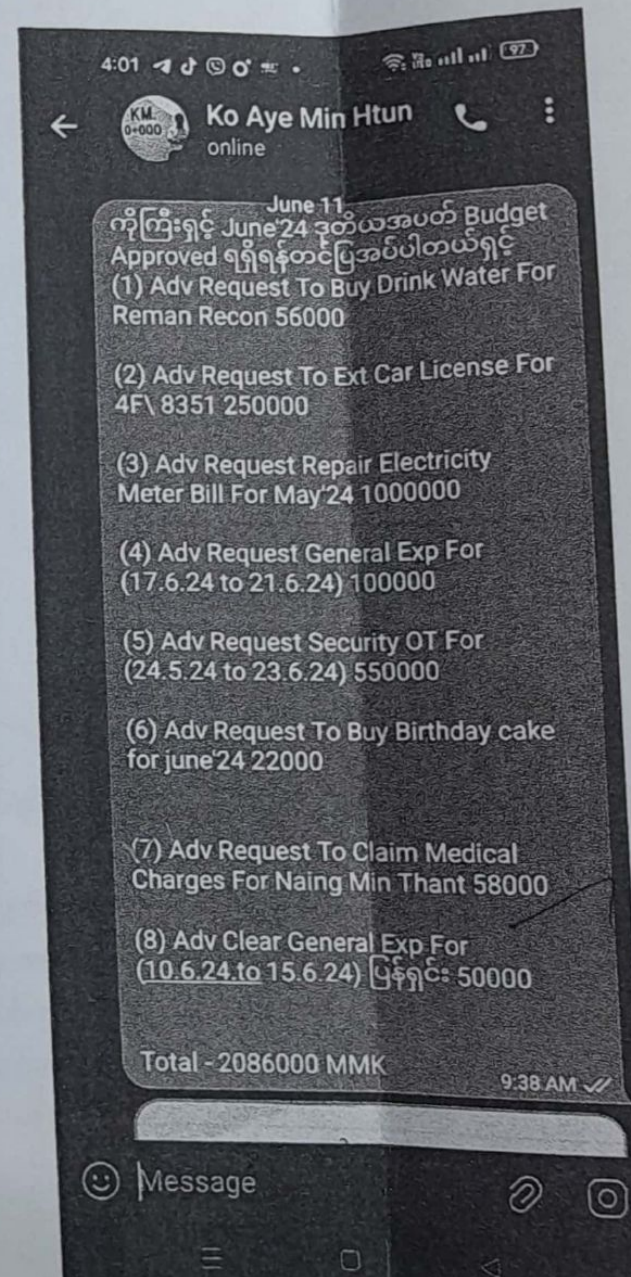 4:01
97
KM.
0+000
Ko Aye Min Htun
online
June 11
ကိုကြီးရှင့် June'24 ဒုတိယအပတ် Budget
Approved ရရှိရန်တင်ပြအပ်ပါတယ်ရှင့်
(1) Adv Request To Buy Drink Water For
Reman Recon 56000
(2) Adv Request To Ext Car License For
4F\ 8351 250000
(3) Adv Request Repair Electricity
Meter Bill For May'24 1000000
(4) Adv Request General Exp For
(17.6.24 to 21.6.24) 100000
(5) Adv Request Security OT For
(24.5.24 to 23.6.24) 550000
(6) Adv Request To Buy Birthday cake
for june'24 22000
(7) Adv Request To Claim Medical
Charges For Naing Min Thant 58000
(8) Adv Clear General Exp For
(10.6.24.to 15.6.24) ပြန်ရှင်း 50000
Total - 2086000 MMK
9:38 AM
Message